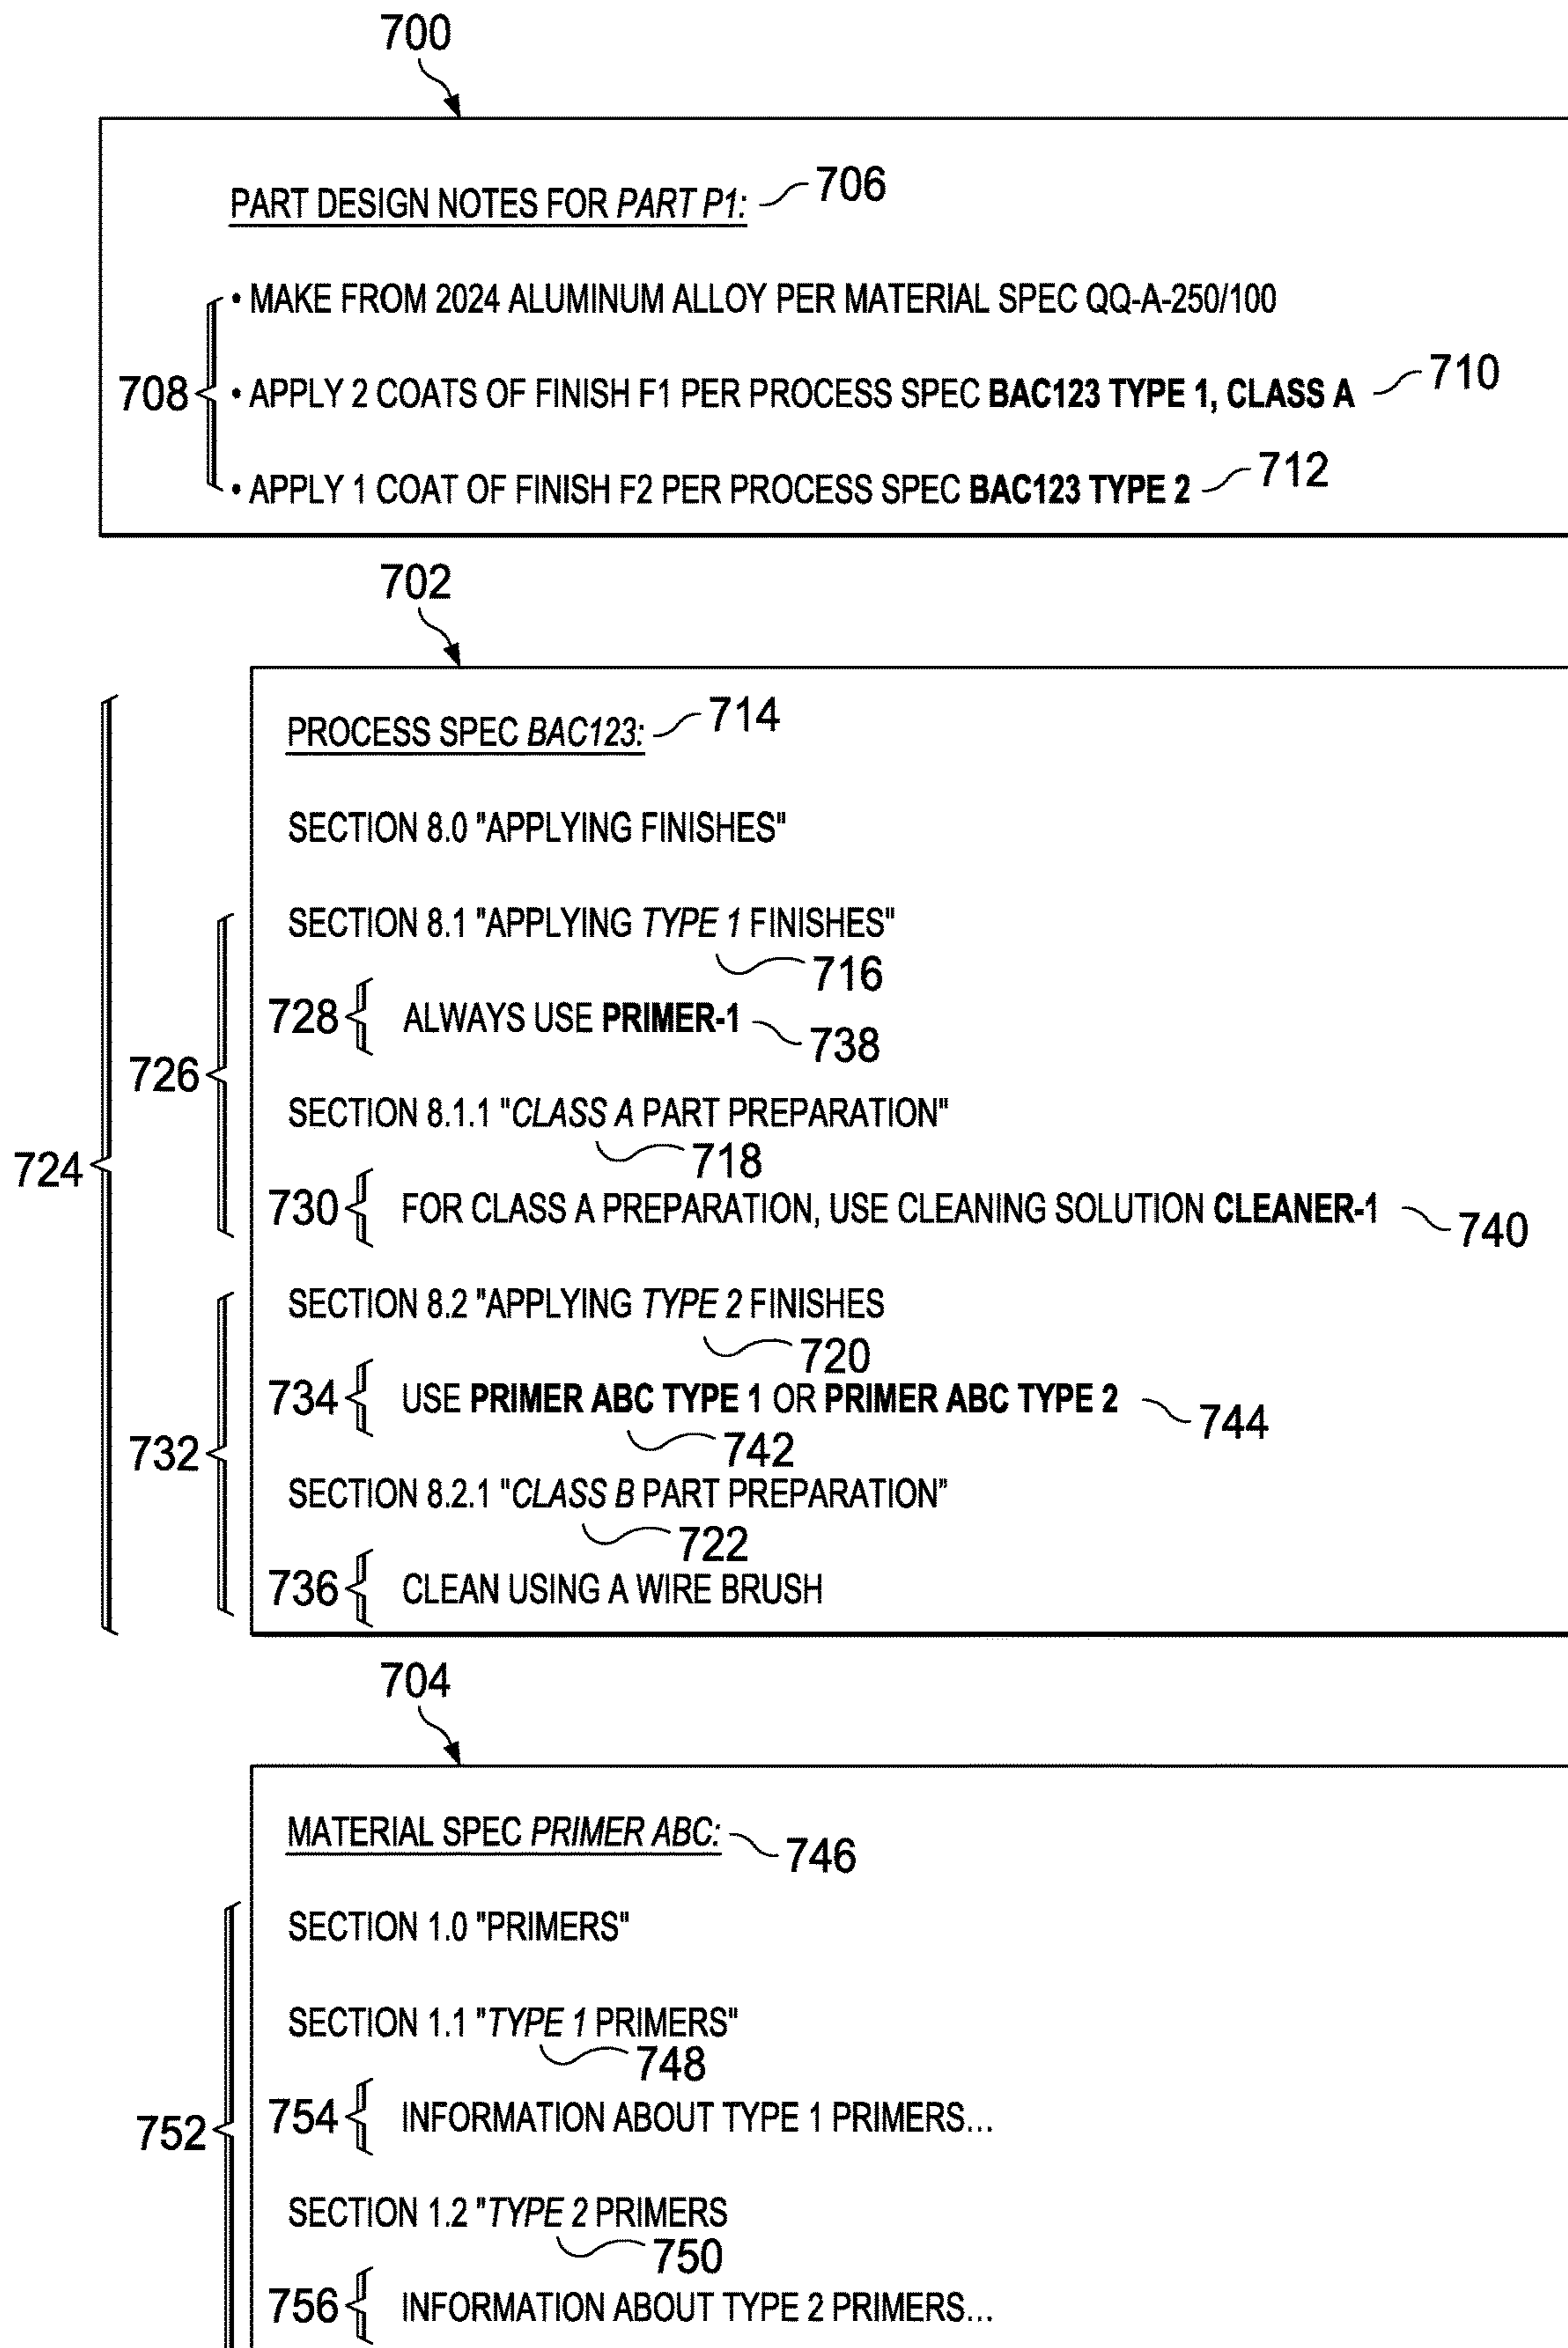 700
PART DESIGN NOTES FOR PART P1: 706
• MAKE FROM 2024 ALUMINUM ALLOY PER MATERIAL SPEC QQ-A-250/100
708 • APPLY 2 COATS OF FINISH F1 PER PROCESS SPEC BAC123 TYPE 1, CLASS A 710
• APPLY 1 COAT OF FINISH F2 PER PROCESS SPEC BAC123 TYPE 2 712
702
PROCESS SPEC BAC123: 714
SECTION 8.0 "APPLYING FINISHES"
SECTION 8.1 "APPLYING TYPE 1 FINISHES"
716
728 ALWAYS USE PRIMER-1 738
726
SECTION 8.1.1 "CLASS A PART PREPARATION"
724 718
730 FOR CLASS A PREPARATION, USE CLEANING SOLUTION CLEANER-1 740
SECTION 8.2 "APPLYING TYPE 2 FINISHES
720
734 USE PRIMER ABC TYPE 1 OR PRIMER ABC TYPE 2 744
732 742
SECTION 8.2.1 "CLASS B PART PREPARATION"
722
736 CLEAN USING A WIRE BRUSH
704
MATERIAL SPEC PRIMER ABC: 746
SECTION 1.0 "PRIMERS"
SECTION 1.1 "TYPE 1 PRIMERS"
748
752 754 INFORMATION ABOUT TYPE 1 PRIMERS...
SECTION 1.2 "TYPE 2 PRIMERS
750
756 INFORMATION ABOUT TYPE 2 PRIMERS...